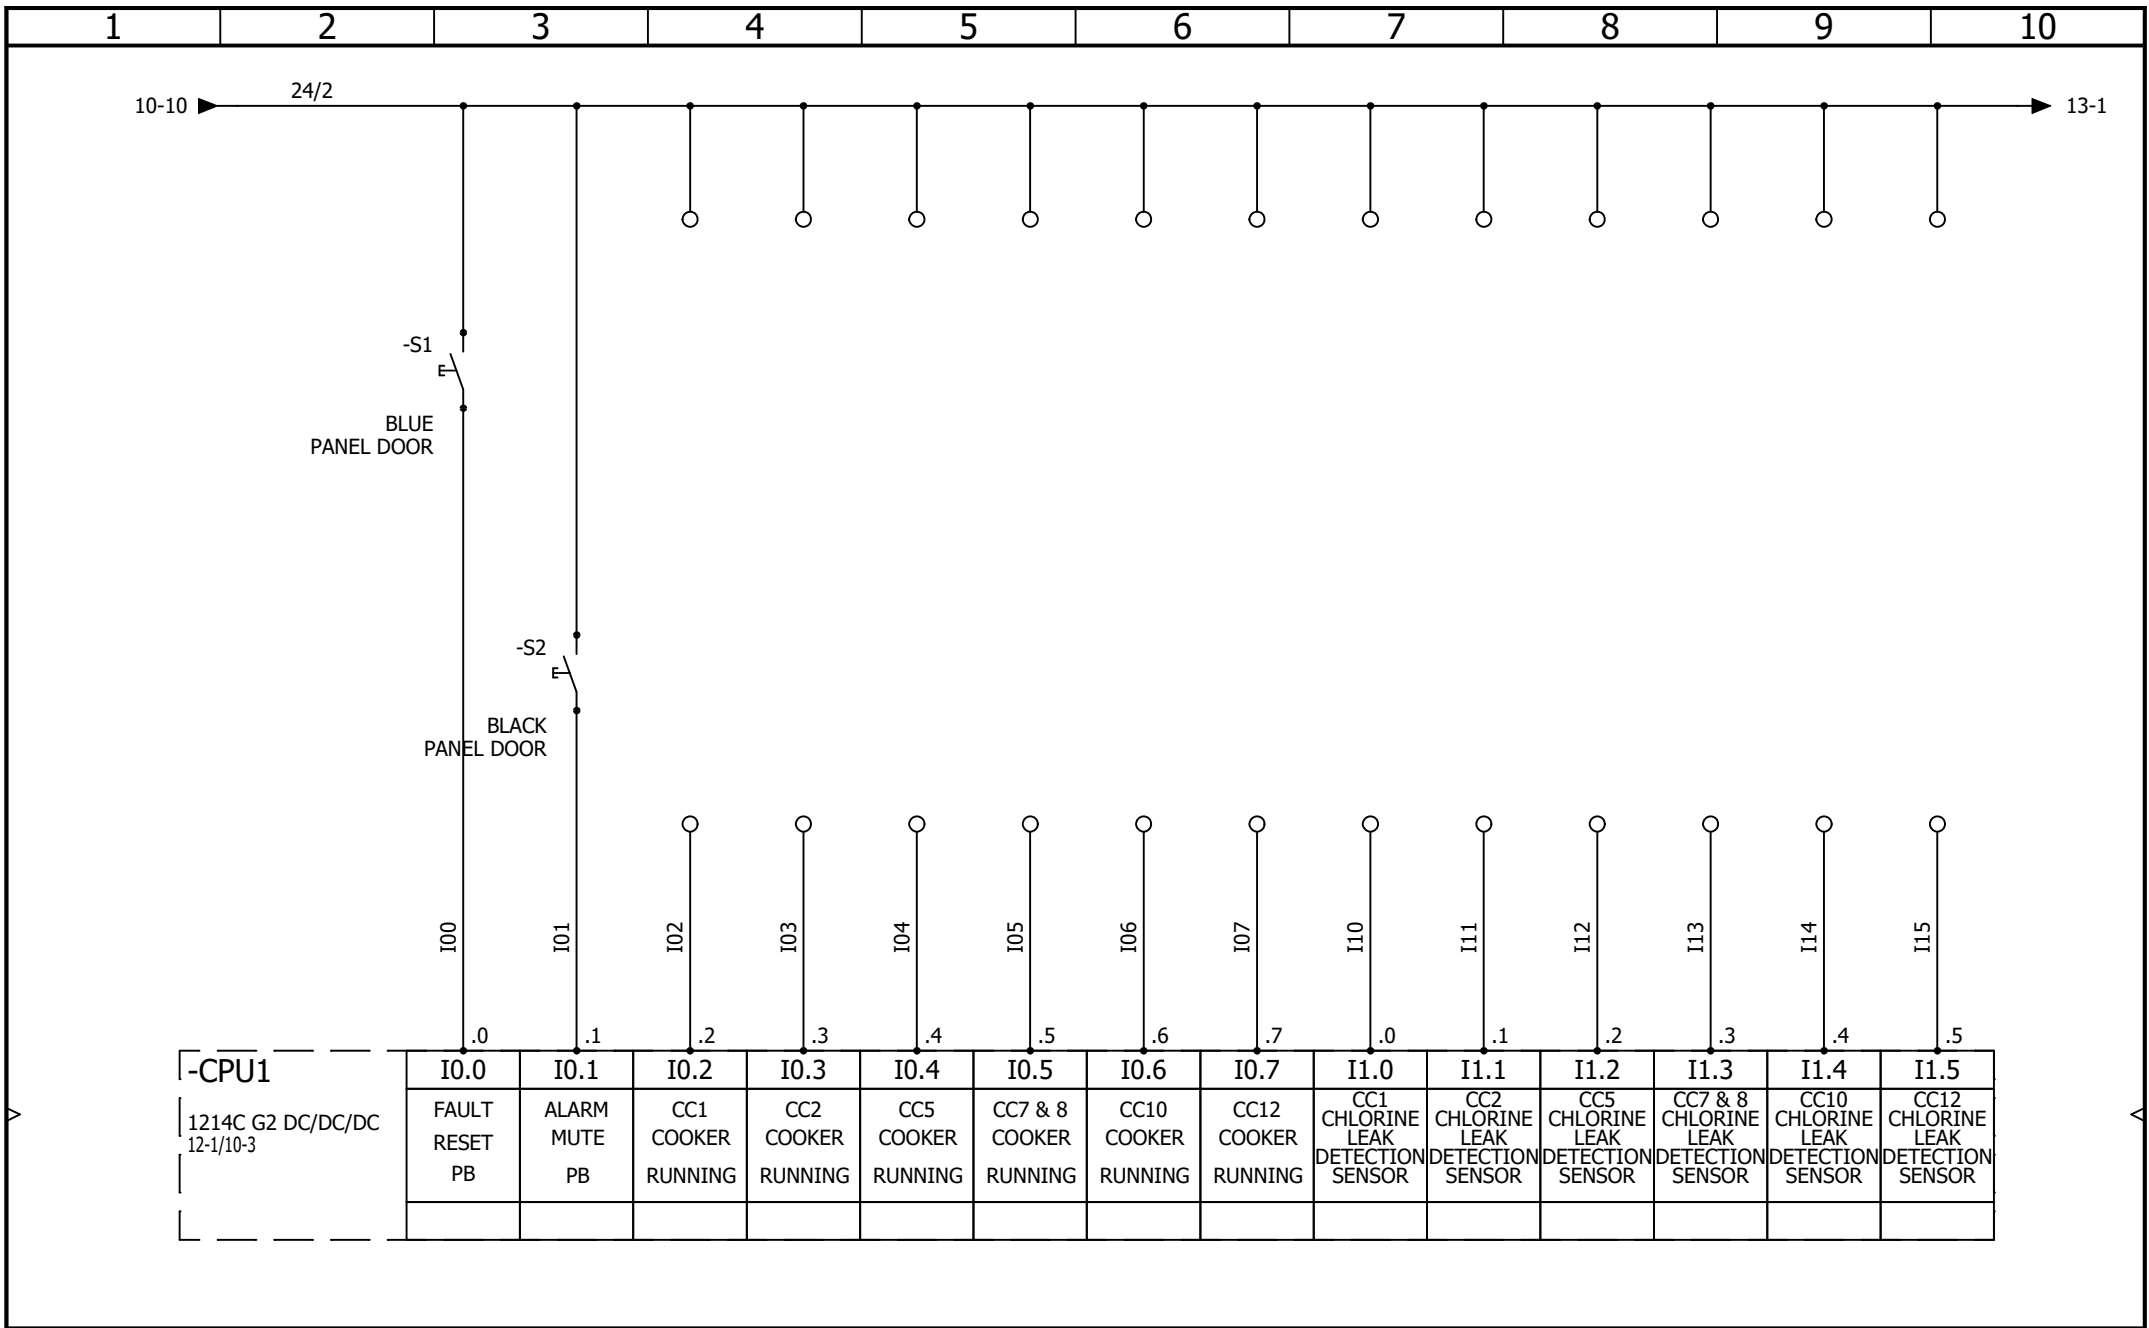 1 2 3 4 5 6 7 8 9 10
24/2
10-10 13-1
-S1
BLUE
PANEL DOOR
-S2
BLACK
PANEL DOOR
I00 I01 I02 I03 I04 I05 I06 I07 I10 I11 I12 I13 I14 I15
.0 .1 .2 .3 .4 .5 .6 .7 .0 .1 .2 .3 .4 .5
-CPU1
1214C G2 DC/DC/DC
12-1/10-3
I0.0 I0.1 I0.2 I0.3 I0.4 I0.5 I0.6 I0.7 I1.0 I1.1 I1.2 I1.3 I1.4 I1.5
FAULT
RESET
PB
ALARM
MUTE
PB
CC1
COOKER
RUNNING
CC2
COOKER
RUNNING
CC5
COOKER
RUNNING
CC7 & 8
COOKER
RUNNING
CC10
COOKER
RUNNING
CC12
COOKER
RUNNING
CC1
CHLORINE
LEAK
DETECTION
SENSOR
CC2
CHLORINE
LEAK
DETECTION
SENSOR
CC5
CHLORINE
LEAK
DETECTION
SENSOR
CC7 & 8
CHLORINE
LEAK
DETECTION
SENSOR
CC10
CHLORINE
LEAK
DETECTION
SENSOR
CC12
CHLORINE
LEAK
DETECTION
SENSOR